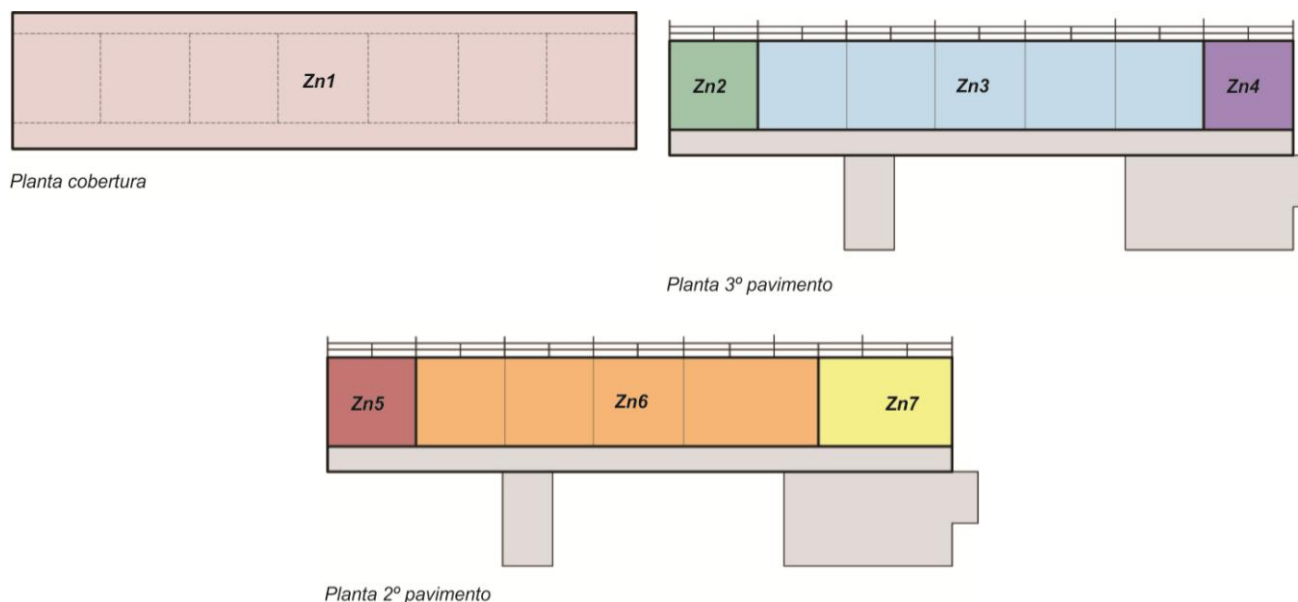 Zn1
Planta cobertura
Zn2
Zn3
Zn4
Planta 3º pavimento
Zn5
Zn6
Zn7
Planta 2º pavimento